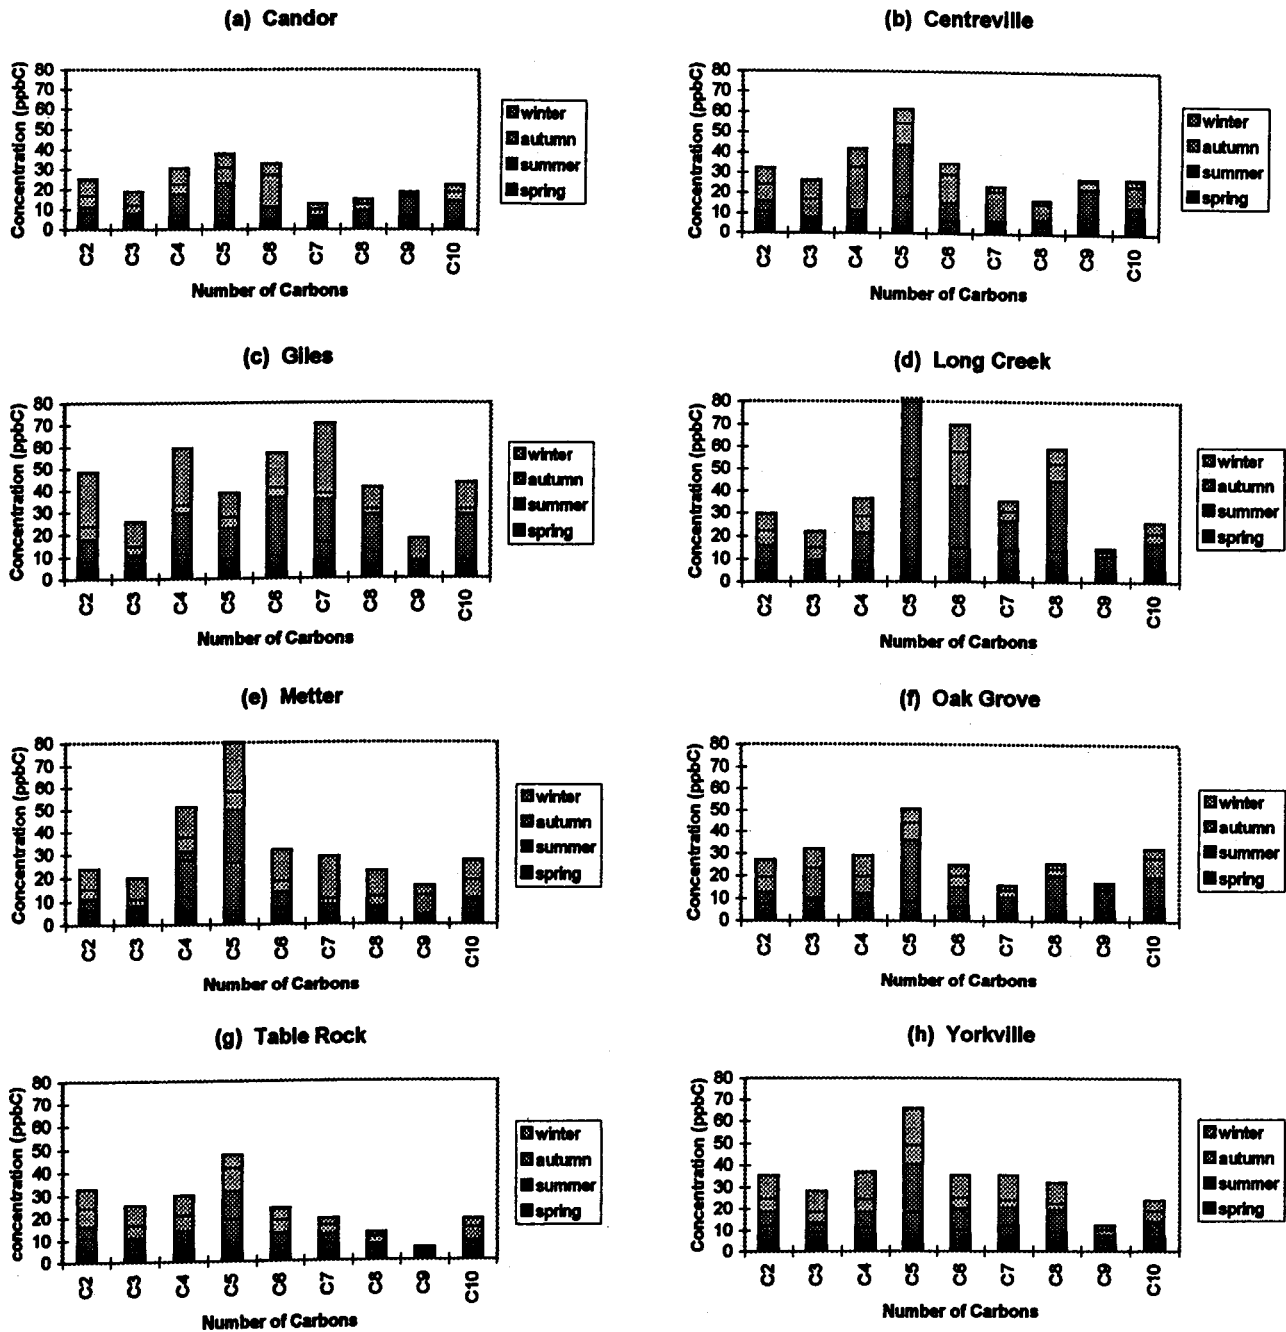 (a) Candor
Concentration (ppbC)
80
70
60
50
40
30
20
10
0
C2
C3
C4
C5
C6
C7
C8
C9
C10
Number of Carbons
winter
autumn
summer
spring
(b) Centreville
Concentration (ppbC)
80
70
60
50
40
30
20
10
0
C2
C3
C4
C5
C6
C7
C8
C9
C10
Number of Carbons
winter
autumn
summer
spring
(c) Giles
Concentration (ppbC)
80
70
60
50
40
30
20
10
0
C2
C3
C4
C5
C6
C7
C8
C9
C10
Number of Carbons
winter
autumn
summer
spring
(d) Long Creek
Concentration (ppbC)
80
70
60
50
40
30
20
10
0
C2
C3
C4
C5
C6
C7
C8
C9
C10
Number of Carbons
winter
autumn
summer
spring
(e) Metter
Concentration (ppbC)
80
70
60
50
40
30
20
10
0
C2
C3
C4
C5
C6
C7
C8
C9
C10
Number of Carbons
winter
autumn
summer
spring
(f) Oak Grove
Concentration (ppbC)
80
70
60
50
40
30
20
10
0
C2
C3
C4
C5
C6
C7
C8
C9
C10
Number of Carbons
winter
autumn
summer
spring
(g) Table Rock
concentration (ppbC)
80
70
60
50
40
30
20
10
0
C2
C3
C4
C5
C6
C7
C8
C9
C10
Number of Carbons
winter
autumn
summer
spring
(h) Yorkville
Concentration (ppbC)
80
70
60
50
40
30
20
10
0
C2
C3
C4
C5
C6
C7
C8
C9
C10
Number of Carbons
winter
autumn
summer
spring